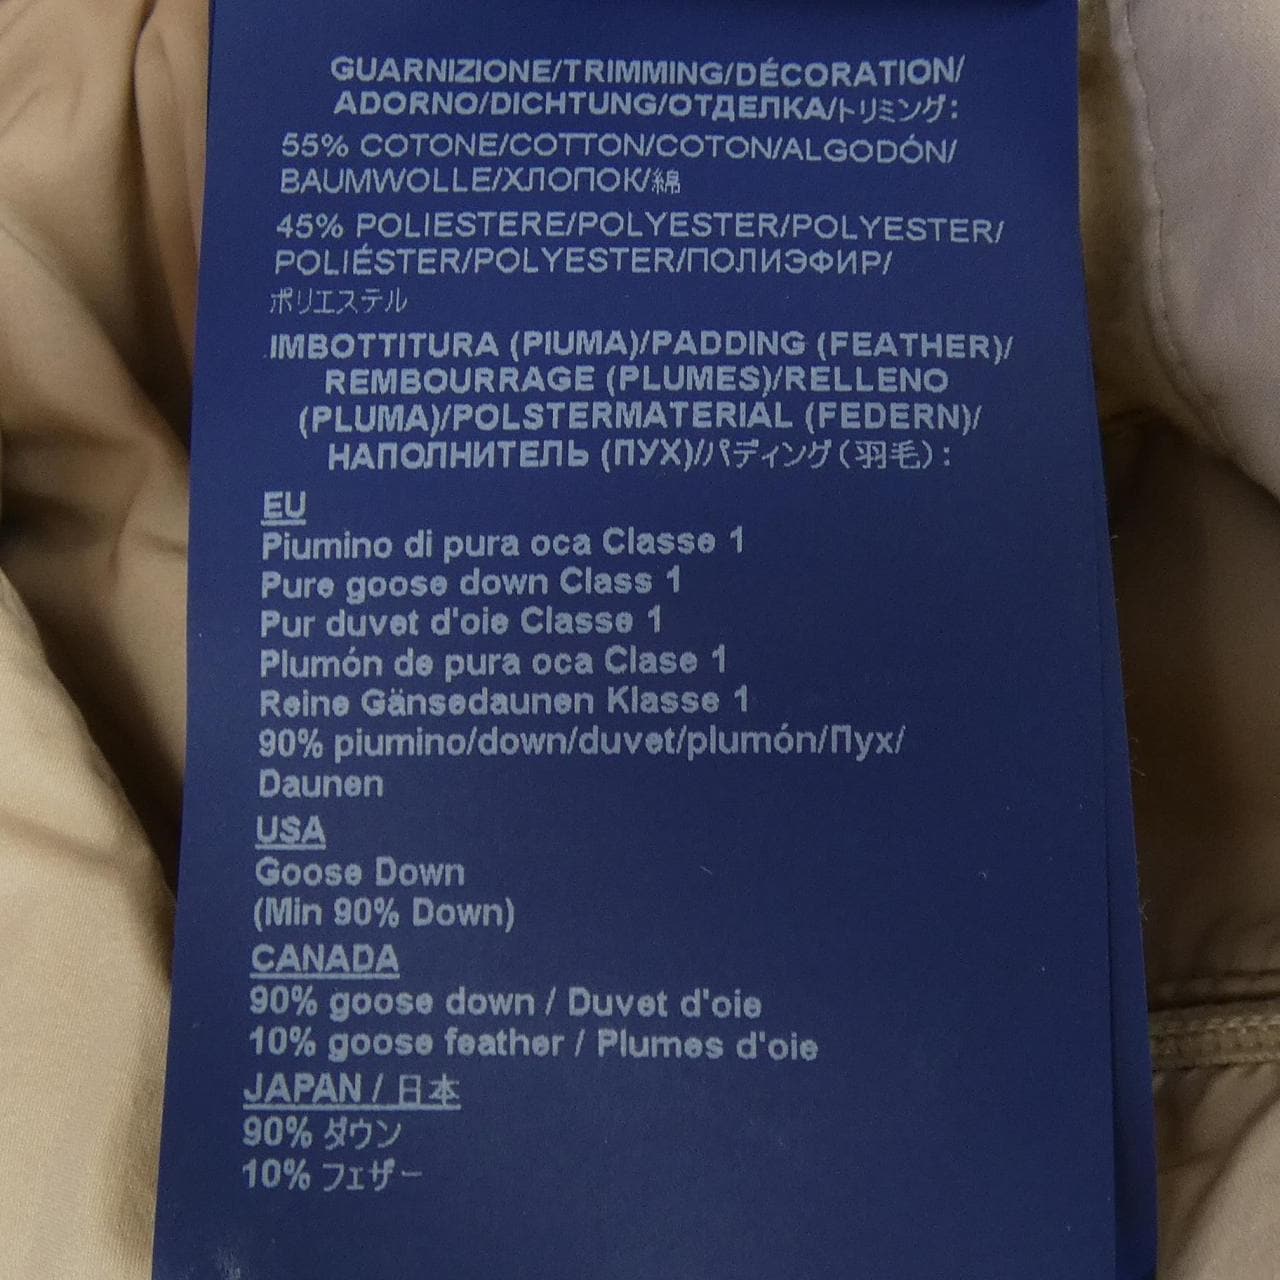 GUARNIZIONE/TRIMMING/DÉCORATION/
ADORNO/DICHTUNG/ОТДЕЛКА/トリミング:
55% COTONE/COTTON/COTON/ALGODÓN/
BAUMWOLLE/ХЛОПОК/綿
45% POLIESTERE/POLYESTER/POLYESTER/
POLIÉSTER/POLYESTER/ПОЛИЭФИР/
ポリエステル
IMBOTTITURA (PIUMA)/PADDING (FEATHER)/
REMBOURRAGE (PLUMES)/RELLENO
(PLUMA)/POLSTERMATERIAL (FEDERN)/
НАПОЛНИТЕЛЬ (ПУХ)/パディング(羽毛):
EU
Piumino di pura oca Classe 1
Pure goose down Class 1
Pur duvet d'oie Classe 1
Plumón de pura oca Clase 1
Reine Gänsedaunen Klasse 1
90% piumino/down/duvet/plumón/Пух/
Daunen
USA
Goose Down
(Min 90% Down)
CANADA
90% goose down / Duvet d'oie
10% goose feather / Plumes d'oie
JAPAN / 日本
90% ダウン
10% フェザー